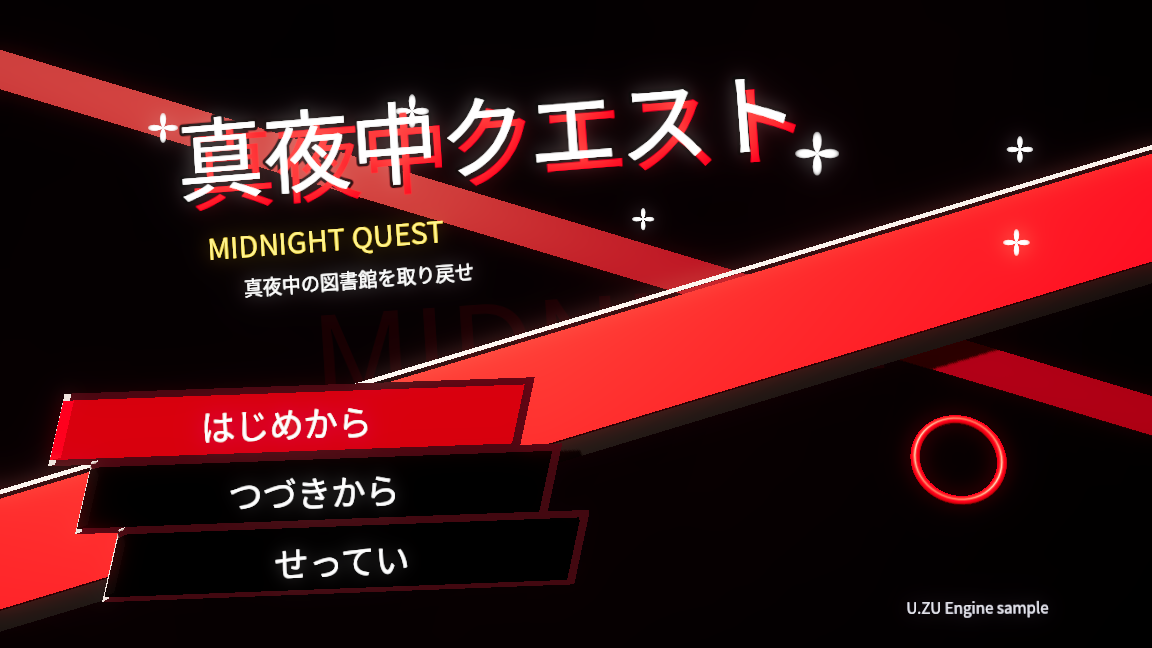 真夜中クエスト
MIDNIGHT QUEST
真夜中の図書館を取り戻せ
MIDN
はじめから
つづきから
せってい
U.ZU Engine sample